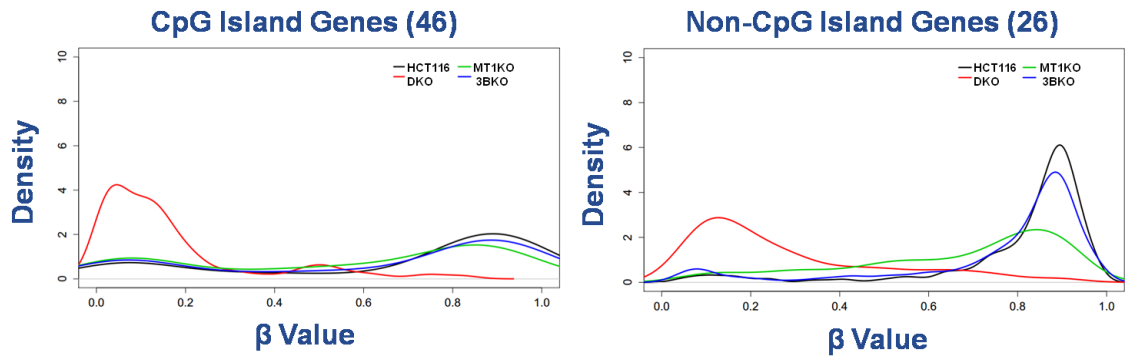 CpG Island Genes (46)
Density
10
8
6
4
2
0
HCT116
MT1KO
DKO
3BKO
0.0 0.2 0.4 0.6 0.8 1.0
β Value
Non-CpG Island Genes (26)
Density
10
8
6
4
2
0
HCT116
MT1KO
DKO
3BKO
0.0 0.2 0.4 0.6 0.8 1.0
β Value